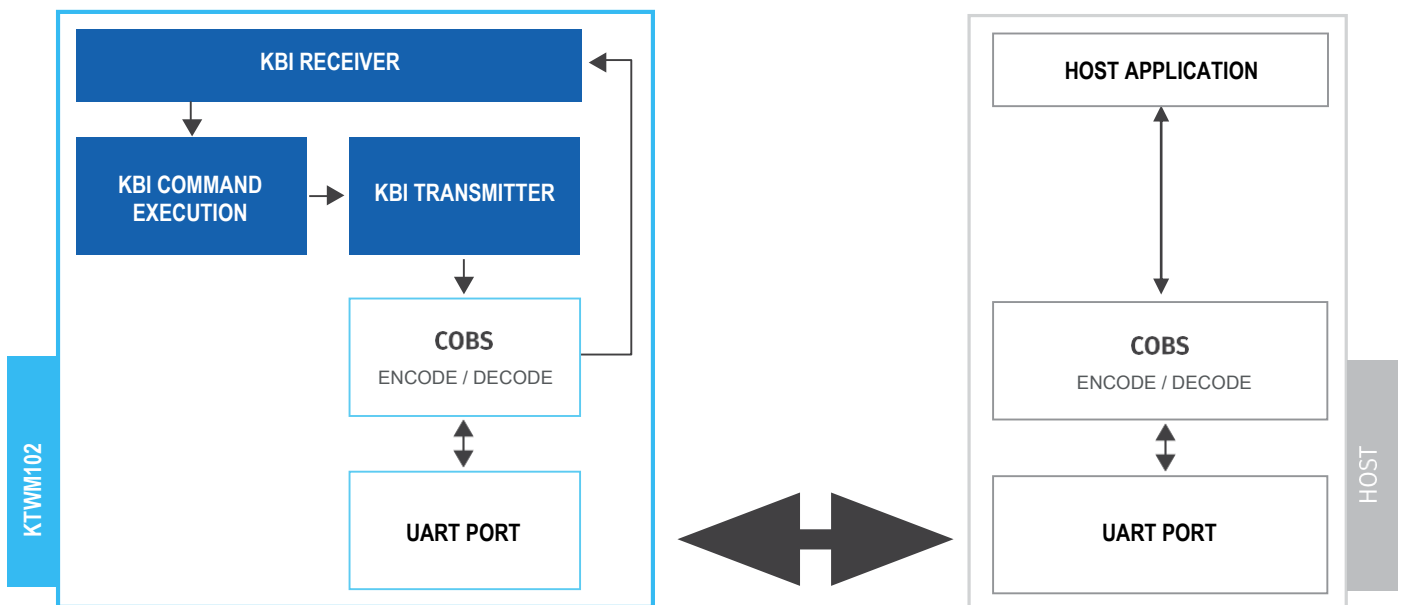 KBI RECEIVER
KBI COMMAND
EXECUTION
KBI TRANSMITTER
COBS
ENCODE / DECODE
UART PORT
KTWM102
HOST APPLICATION
COBS
ENCODE / DECODE
UART PORT
HOST